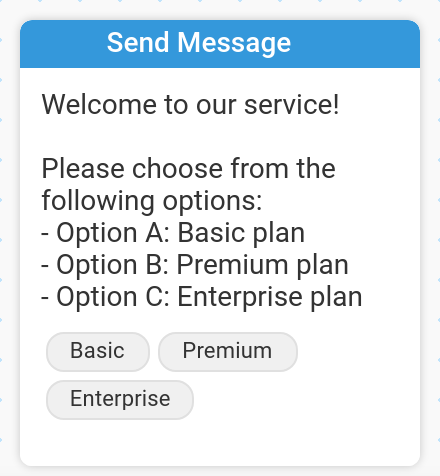 Send Message
Welcome to our service!
Please choose from the
following options:
- Option A: Basic plan
- Option B: Premium plan
- Option C: Enterprise plan
Basic
Premium
Enterprise